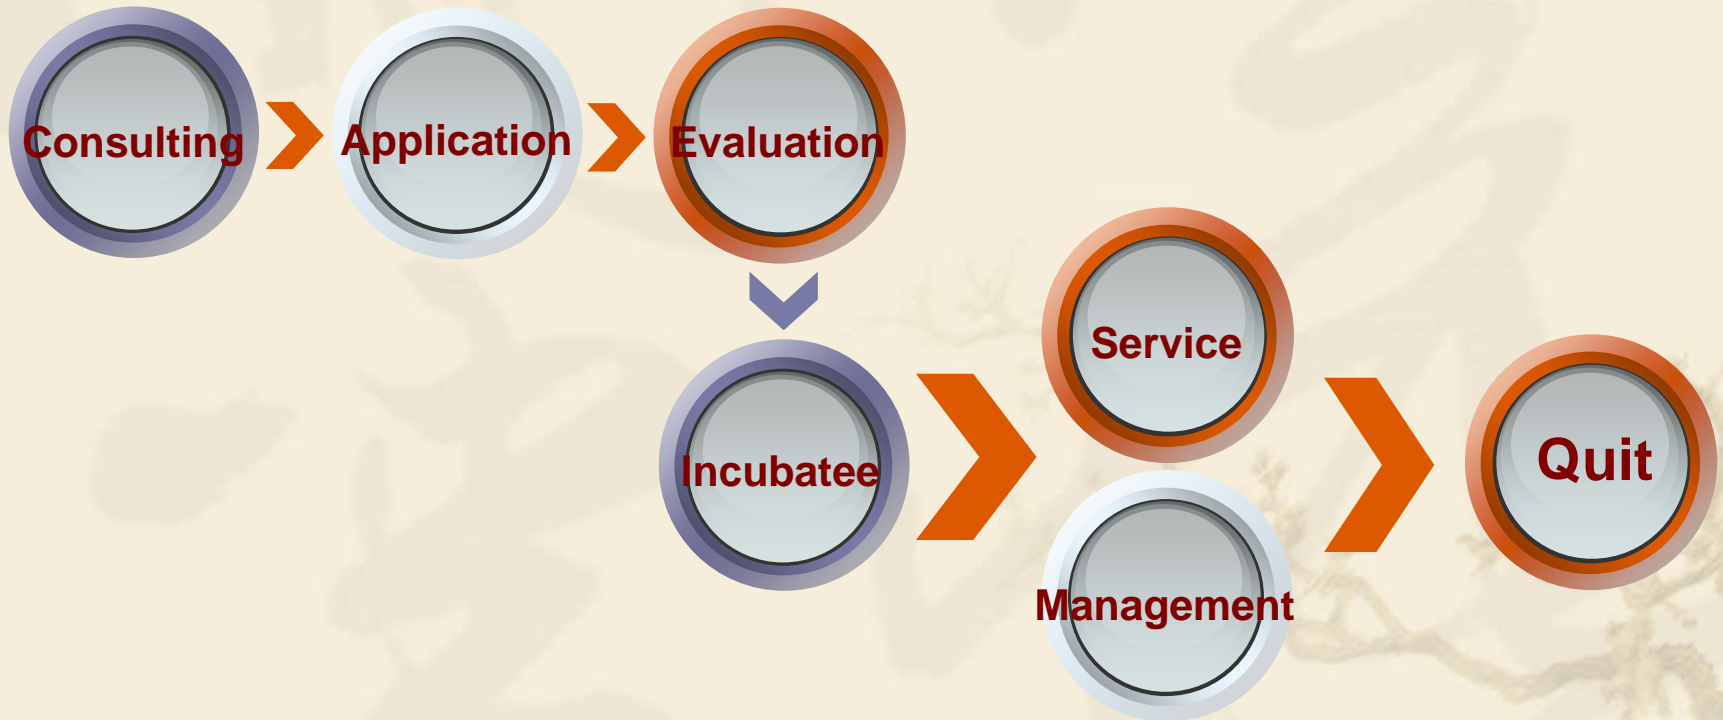 Consulting
Application
Evaluation
Incubatee
Service
Management
Quit